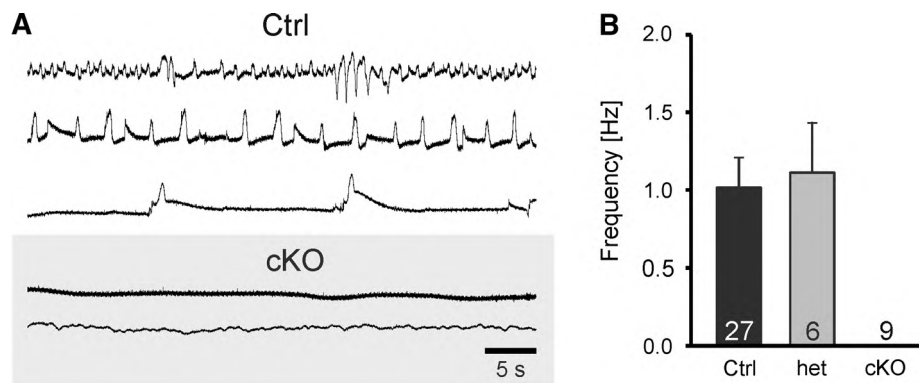 A
Ctrl
cKO
5 s
B
Frequency [Hz]
2.0
1.5
1.0
0.5
0.0
27
6
9
Ctrl
het
cKO